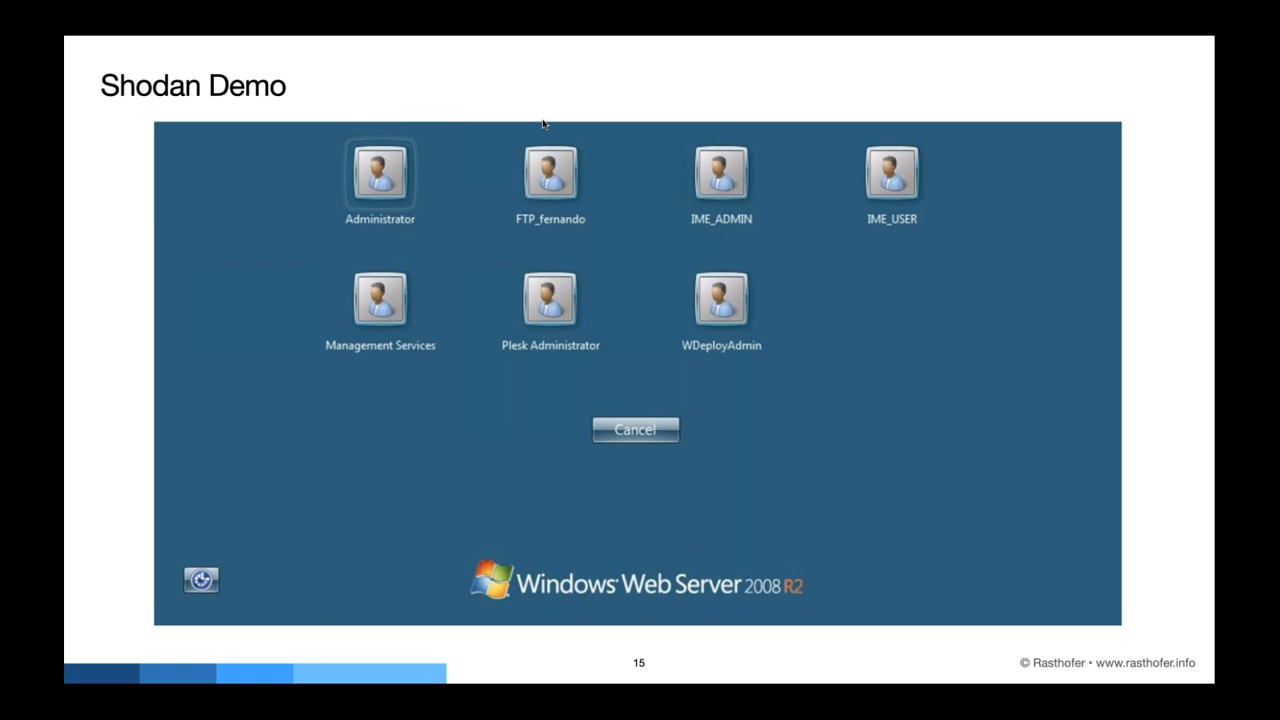 Shodan Demo
Administrator
FTP_fernando
IME_ADMIN
IME_USER
Management Services
Plesk Administrator
WDeployAdmin
Cancel
Windows Web Server 2008 R2
15
© Rasthofer • www.rasthofer.info